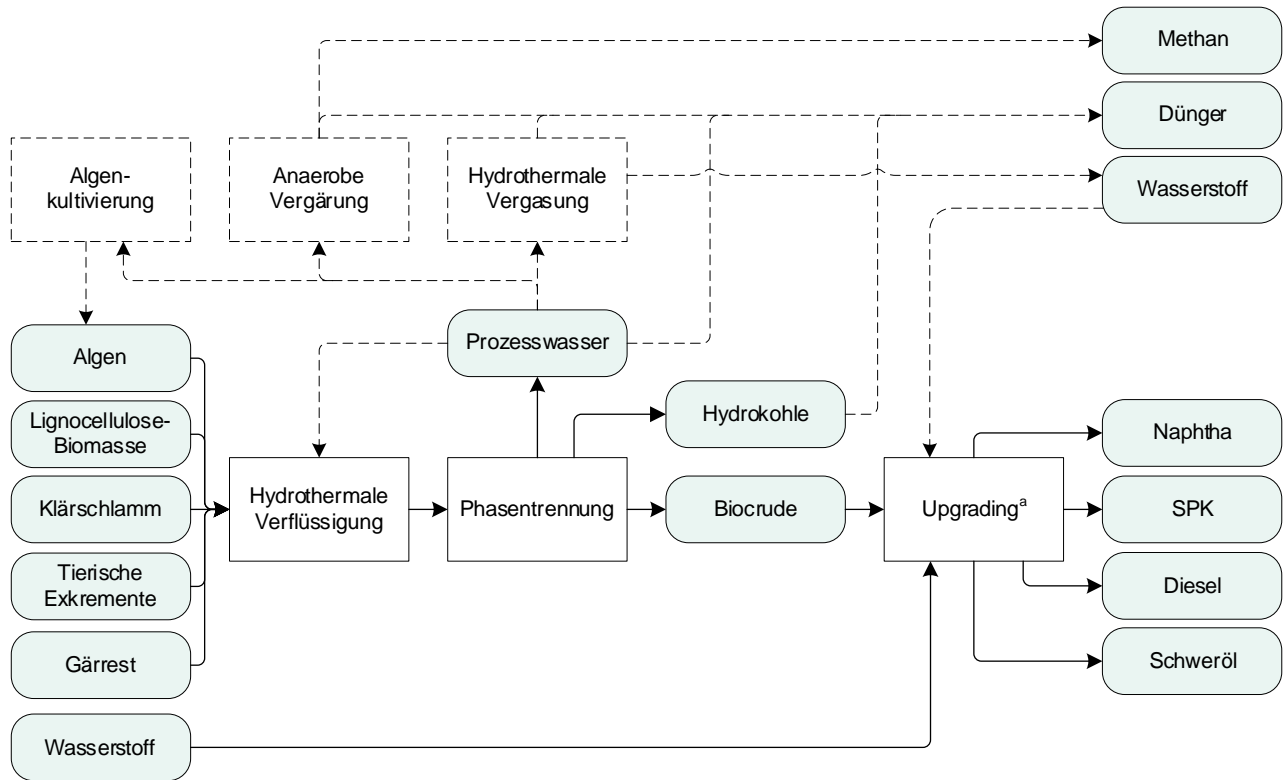 Methan
Dünger
Algen-
kultivierung
Anaerobe
Vergärung
Hydrothermale
Vergasung
Wasserstoff
Prozesswasser
Algen
Hydrokohle
Lignocellulose-
Biomasse
Naphtha
Klärschlamm
Hydrothermale
Verflüssigung
Phasentrennung
Biocrude
Upgradingᵃ
SPK
Tierische
Exkremente
Diesel
Gärrest
Schweröl
Wasserstoff